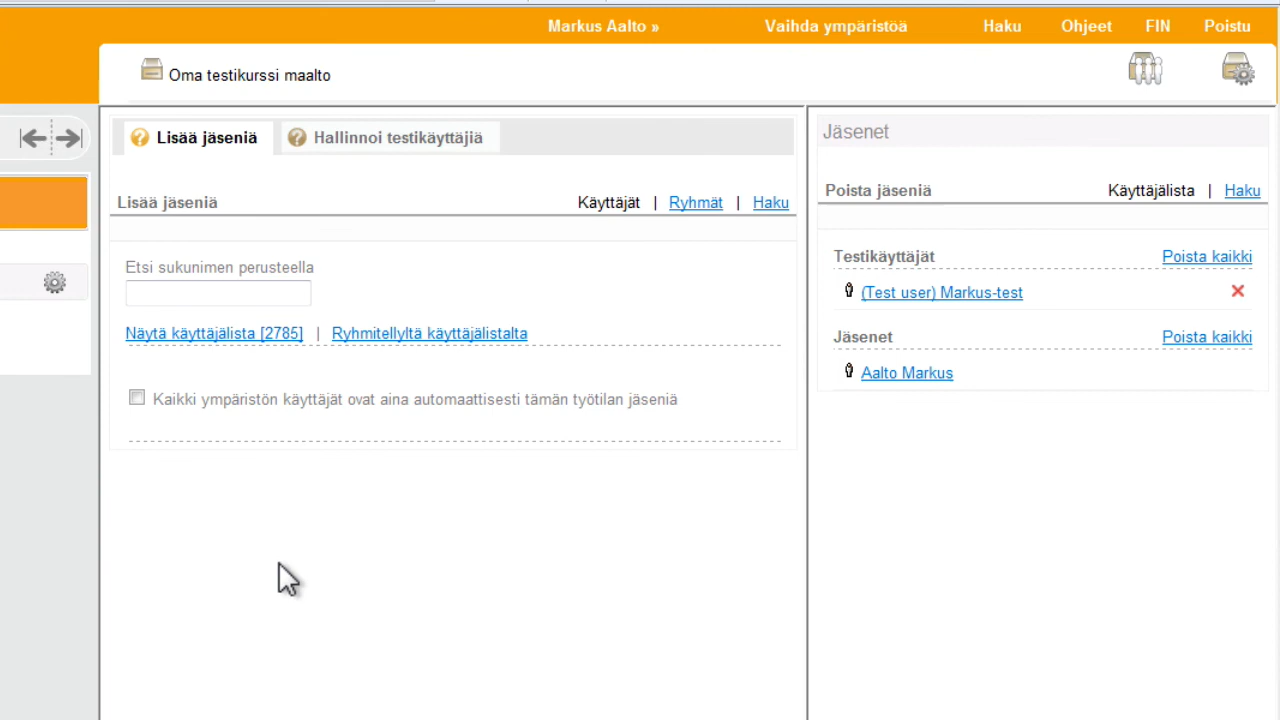 Markus Aalto » Vaihda ympäristöä Haku Ohjeet FIN Poistu
Oma testikurssi maalto
Lisää jäseniä Hallinnoi testikäyttäjiä
Lisää jäseniä Käyttäjät | Ryhmät | Haku
Etsi sukunimen perusteella
Näytä käyttäjälista [2785] | Ryhmitellyltä käyttäjälistalta
Kaikki ympäristön käyttäjät ovat aina automaattisesti tämän työtilan jäseniä
Jäsenet
Poista jäseniä Käyttäjälista | Haku
Testikäyttäjät Poista kaikki
(Test user) Markus-test
Jäsenet Poista kaikki
Aalto Markus